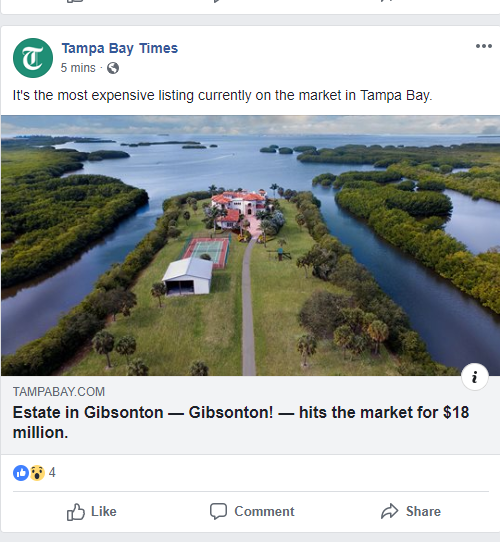 Tampa Bay Times
5 mins ·
It's the most expensive listing currently on the market in Tampa Bay.
TAMPABAY.COM
Estate in Gibsonton — Gibsonton! — hits the market for $18
million.
4
Like Comment Share